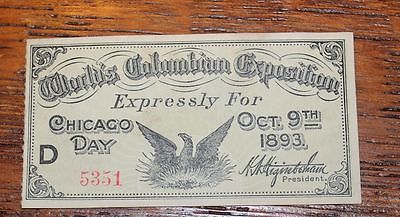 World's Columbian Exposition
Expressly For
Chicago Day
Oct. 9TH 1893.
D
5351
H.N.Higinbotham
President.